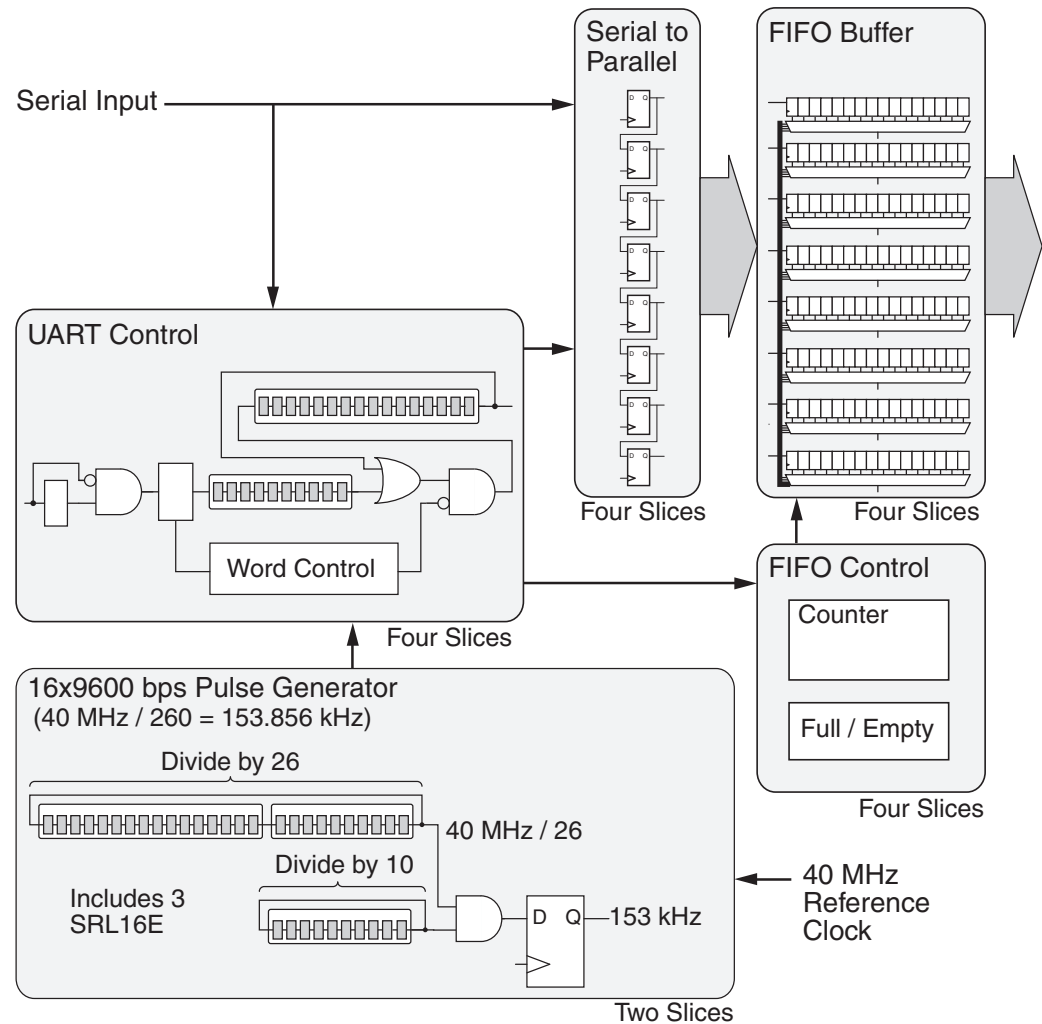 Serial to
Parallel
D Q
D Q
D Q
D Q
D Q
D Q
D Q
D Q
Four Slices
FIFO Buffer
Four Slices
Serial Input
UART Control
Word Control
Four Slices
FIFO Control
Counter
Full / Empty
Four Slices
16x9600 bps Pulse Generator
(40 MHz / 260 = 153.856 kHz)
Divide by 26
40 MHz / 26
Divide by 10
Includes 3
SRL16E
D Q
153 kHz
Two Slices
40 MHz
Reference
Clock